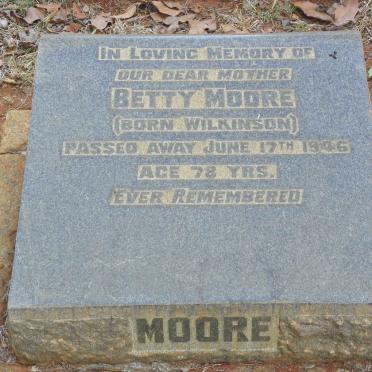 In Loving Memory of
our dear mother
Betty Moore
(born Wilkinson)
passed away June 17th 1946
age 78 yrs.
Ever Remembered
MOORE